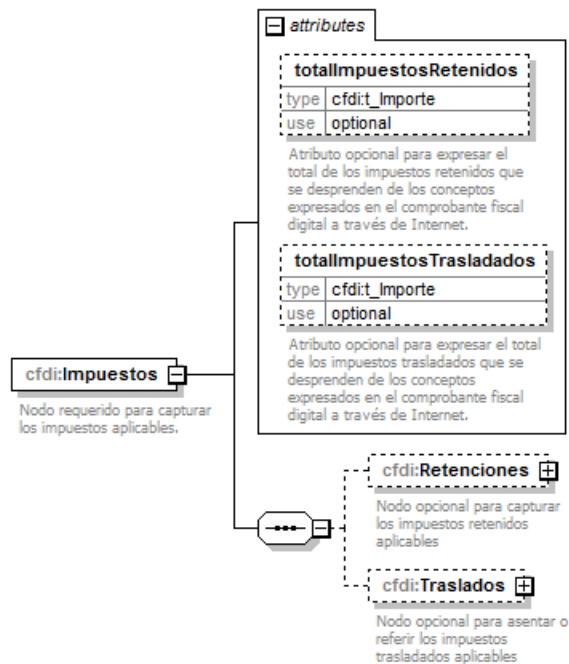 attributes
totalImpuestosRetenidos
type cfdi:t_Importe
use optional
Atributo opcional para expresar el
total de los impuestos retenidos que
se desprenden de los conceptos
expresados en el comprobante fiscal
digital a través de Internet.
totalImpuestosTrasladados
type cfdi:t_Importe
use optional
Atributo opcional para expresar el total
de los impuestos trasladados que se
desprenden de los conceptos
expresados en el comprobante fiscal
digital a través de Internet.
cfdi:Impuestos
Nodo requerido para capturar
los impuestos aplicables.
cfdi:Retenciones
Nodo opcional para capturar
los impuestos retenidos
aplicables
cfdi:Traslados
Nodo opcional para asentar o
referir los impuestos
trasladados aplicables